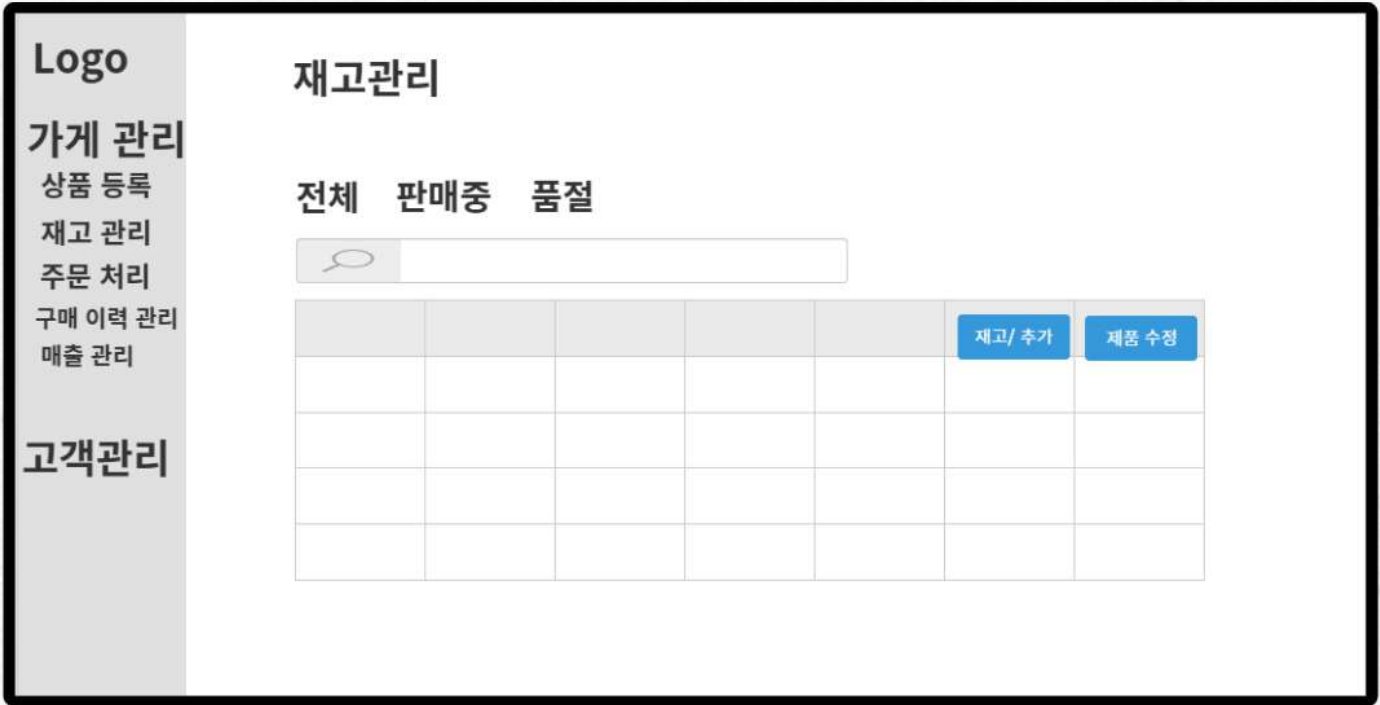 Logo
가게 관리
상품 등록
재고 관리
주문 처리
구매 이력 관리
매출 관리
고객관리
재고관리
전체 판매중 품절
재고/ 추가 제품 수정